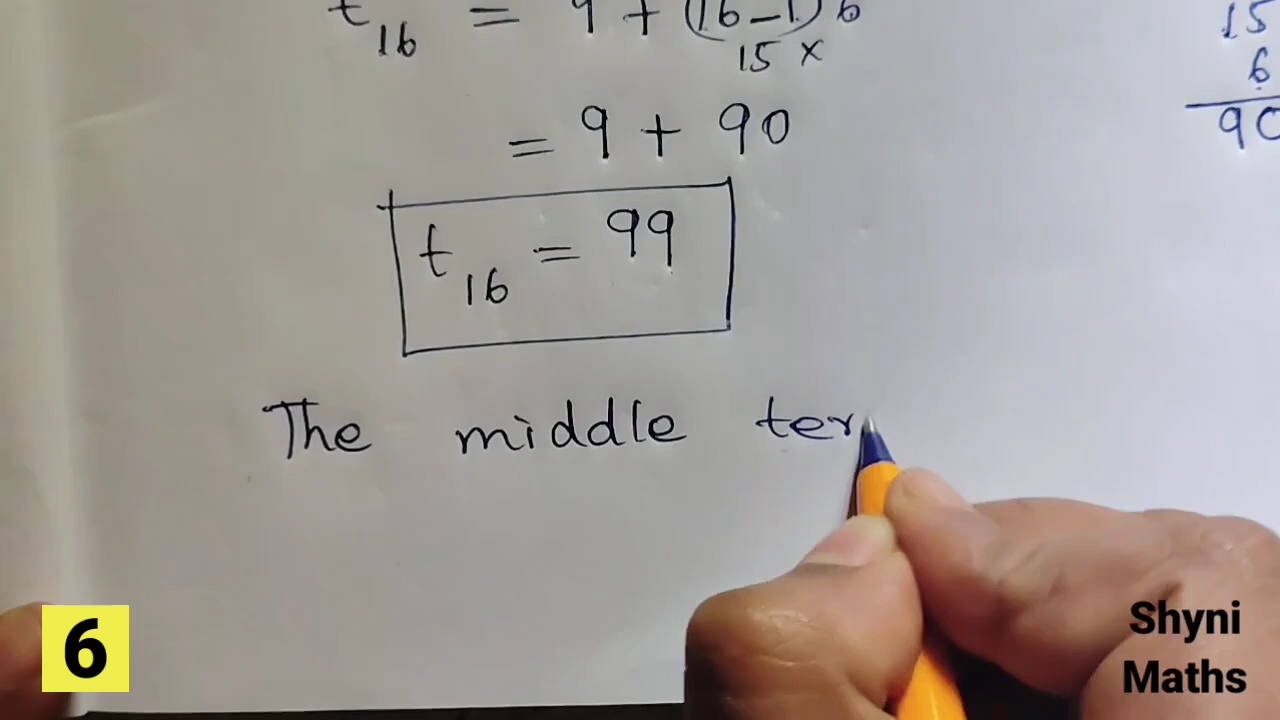 t₁₆ = 9 + (16-1)6
15 ×
= 9 + 90
t₁₆ = 99
The middle ter
15
6
90
6
Shyni
Maths